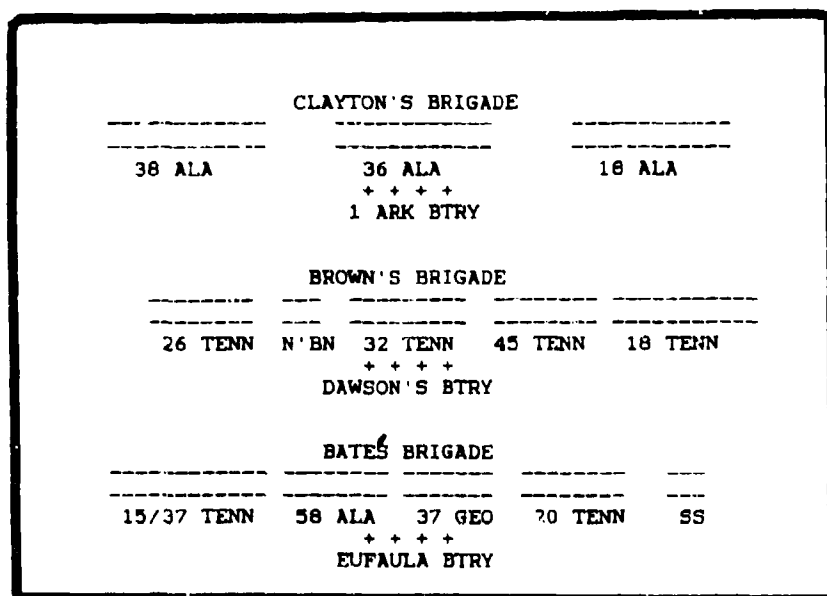 CLAYTON'S BRIGADE
38 ALA 36 ALA 18 ALA
+ + + +
1 ARK BTRY
BROWN'S BRIGADE
26 TENN N'BN 32 TENN 45 TENN 18 TENN
+ + + +
DAWSON'S BTRY
BATES BRIGADE
15/37 TENN 58 ALA 37 GEO 20 TENN SS
+ + + +
EUFAULA BTRY